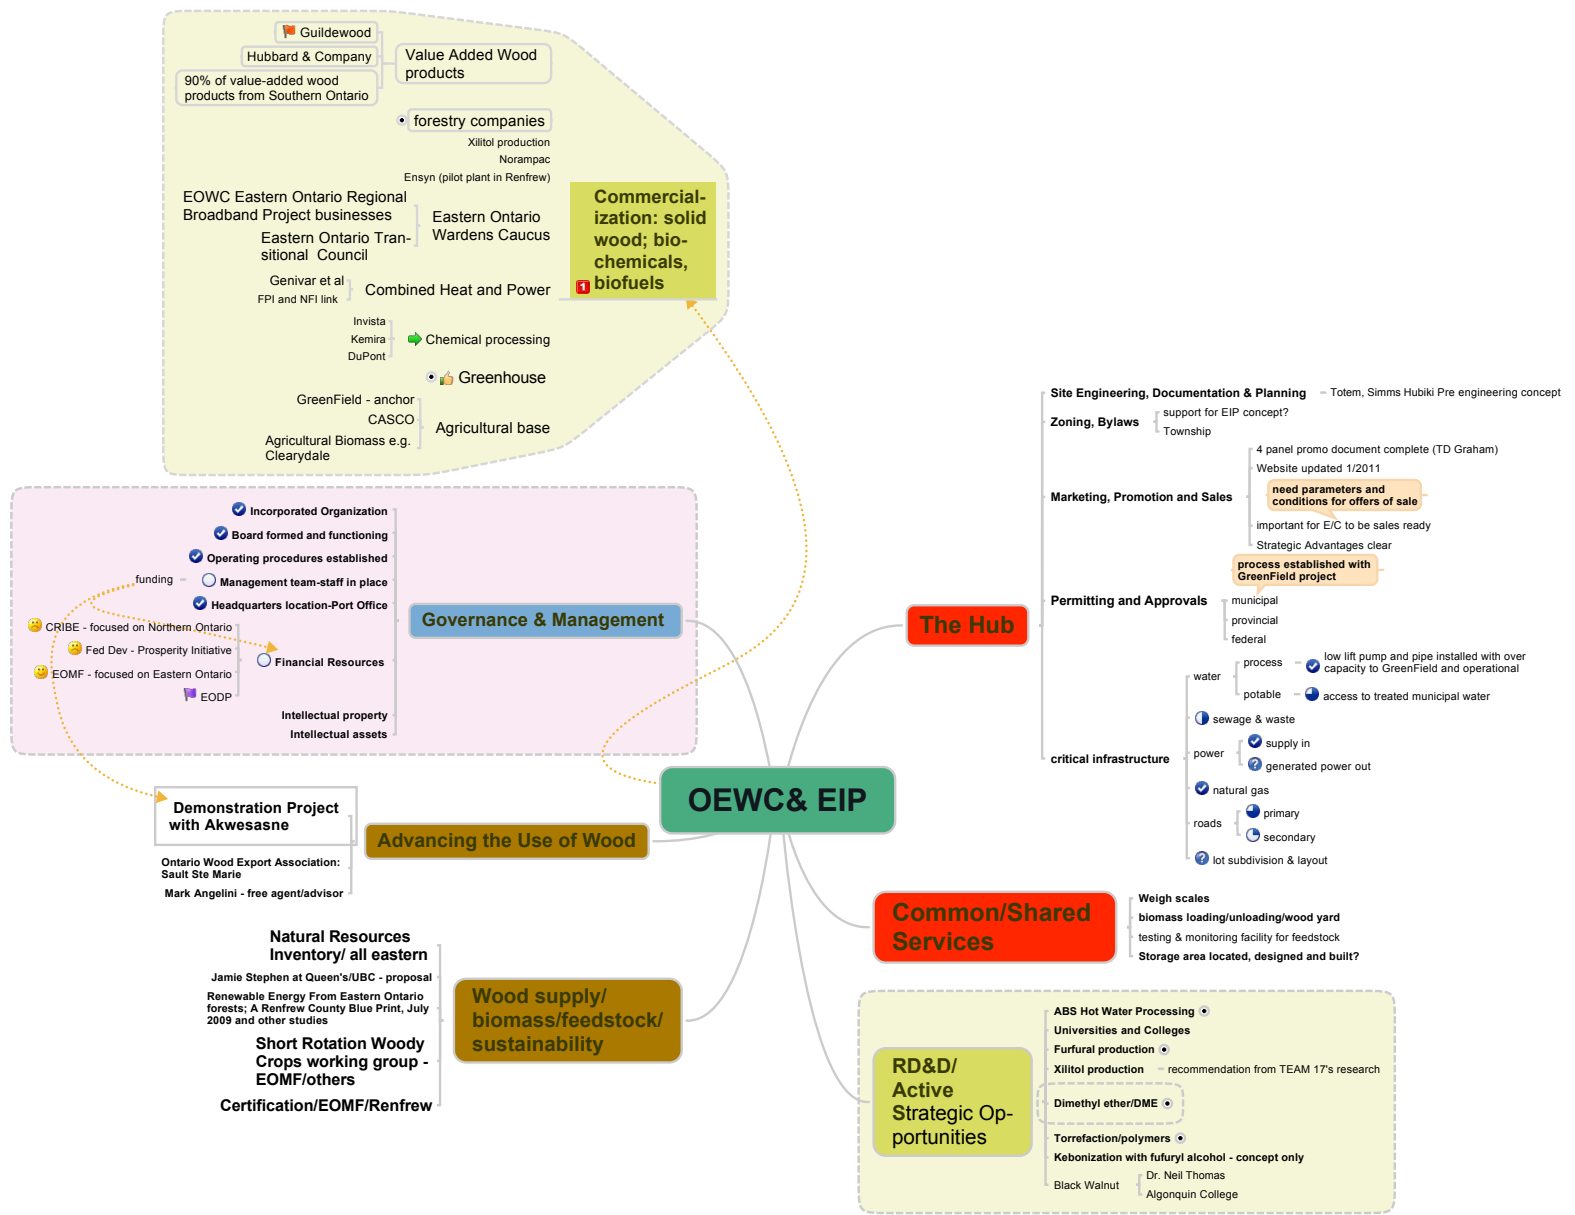 Guildewood
Hubbard & Company
90% of value-added wood
products from Southern Ontario
Value Added Wood
products
forestry companies
Xilitol production
Norampac
Ensyn (pilot plant in Renfrew)
EOWC Eastern Ontario Regional
Broadband Project businesses
Eastern Ontario Tran-
sitional Council
Eastern Ontario
Wardens Caucus
Genivar et al
FPI and NFI link
Combined Heat and Power
Invista
Kemira
DuPont
Chemical processing
Greenhouse
GreenField - anchor
CASCO
Agricultural Biomass e.g.
Clearydale
Agricultural base
Commercial-
ization: solid
wood; bio-
chemicals,
biofuels
1
Incorporated Organization
Board formed and functioning
Operating procedures established
funding
Management team-staff in place
Headquarters location-Port Office
CRIBE - focused on Northern Ontario
Fed Dev - Prosperity Initiative
EOMF - focused on Eastern Ontario
EODP
Financial Resources
Intellectual property
Intellectual assets
Governance & Management
Demonstration Project
with Akwesasne
Ontario Wood Export Association:
Sault Ste Marie
Mark Angelini - free agent/advisor
Advancing the Use of Wood
Natural Resources
Inventory/ all eastern
Jamie Stephen at Queen's/UBC - proposal
Renewable Energy From Eastern Ontario
forests; A Renfrew County Blue Print, July
2009 and other studies
Short Rotation Woody
Crops working group -
EOMF/others
Certification/EOMF/Renfrew
Wood supply/
biomass/feedstock/
sustainability
OEWC& EIP
The Hub
Site Engineering, Documentation & Planning
Totem, Simms Hubiki Pre engineering concept
Zoning, Bylaws
support for EIP concept?
Township
Marketing, Promotion and Sales
4 panel promo document complete (TD Graham)
Website updated 1/2011
need parameters and
conditions for offers of sale
important for E/C to be sales ready
Strategic Advantages clear
process established with
GreenField project
Permitting and Approvals
municipal
provincial
federal
critical infrastructure
water
process
low lift pump and pipe installed with over
capacity to GreenField and operational
potable
access to treated municipal water
sewage & waste
power
supply in
generated power out
natural gas
roads
primary
secondary
lot subdivision & layout
Common/Shared
Services
Weigh scales
biomass loading/unloading/wood yard
testing & monitoring facility for feedstock
Storage area located, designed and built?
RD&D/
Active
Strategic Op-
portunities
ABS Hot Water Processing
Universities and Colleges
Furfural production
Xilitol production
recommendation from TEAM 17's research
Dimethyl ether/DME
Torrefaction/polymers
Kebonization with fufuryl alcohol - concept only
Black Walnut
Dr. Neil Thomas
Algonquin College